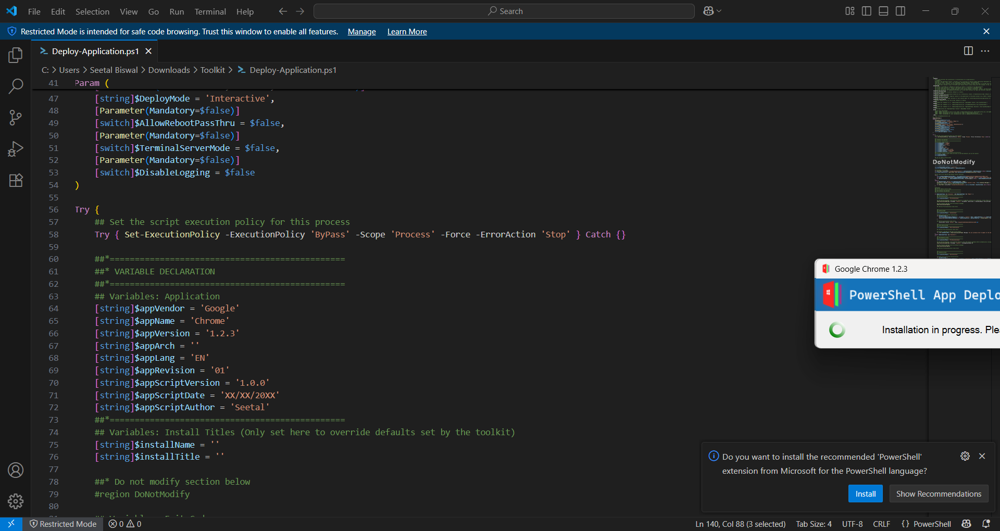 File Edit Selection View Go Run Terminal Help
Search
Restricted Mode is intended for safe code browsing. Trust this window to enable all features. Manage Learn More
Deploy-Application.ps1
C: > Users > Seetal Biswal > Downloads > Toolkit > Deploy-Application.ps1
41 Param (
47 [string]$DeployMode = 'Interactive',
48 [Parameter(Mandatory=$false)]
49 [switch]$AllowRebootPassThru = $false,
50 [Parameter(Mandatory=$false)]
51 [switch]$TerminalServerMode = $false,
52 [Parameter(Mandatory=$false)]
53 [switch]$DisableLogging = $false
54 )
55
56 Try {
57 ## Set the script execution policy for this process
58 Try { Set-ExecutionPolicy -ExecutionPolicy 'ByPass' -Scope 'Process' -Force -ErrorAction 'Stop' } Catch {}
59
60 ##*===============================================
61 ##* VARIABLE DECLARATION
62 ##*===============================================
63 ## Variables: Application
64 [string]$appVendor = 'Google'
65 [string]$appName = 'Chrome'
66 [string]$appVersion = '1.2.3'
67 [string]$appArch = ''
68 [string]$appLang = 'EN'
69 [string]$appRevision = '01'
70 [string]$appScriptVersion = '1.0.0'
71 [string]$appScriptDate = 'XX/XX/20XX'
72 [string]$appScriptAuthor = 'Seetal'
73 ##*===============================================
74 ## Variables: Install Titles (Only set here to override defaults set by the toolkit)
75 [string]$installName = ''
76 [string]$installTitle = ''
77
78 ##* Do not modify section below
79 #region DoNotModify
80
DoNotModify
Google Chrome 1.2.3
PowerShell App Deplo
Installation in progress. Plea
Do you want to install the recommended 'PowerShell'
extension from Microsoft for the PowerShell language?
Install Show Recommendations
Restricted Mode 0 0 Ln 140, Col 88 (3 selected) Tab Size: 4 UTF-8 CRLF {} PowerShell